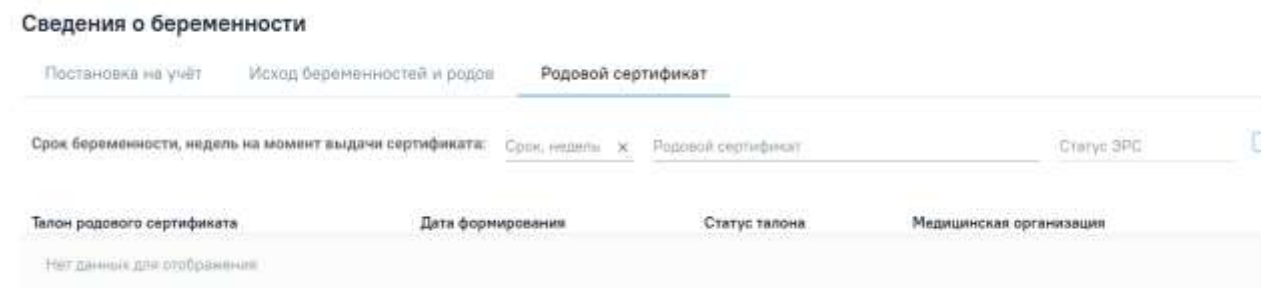 Сведения о беременности
Постановка на учёт Исход беременностей и родов Родовой сертификат
Срок беременности, недель на момент выдачи сертификата: Срок, недель × Родовой сертификат Статус ЭРС
Талон родового сертификата Дата формирования Статус талона Медицинская организация
Нет данных для отображения